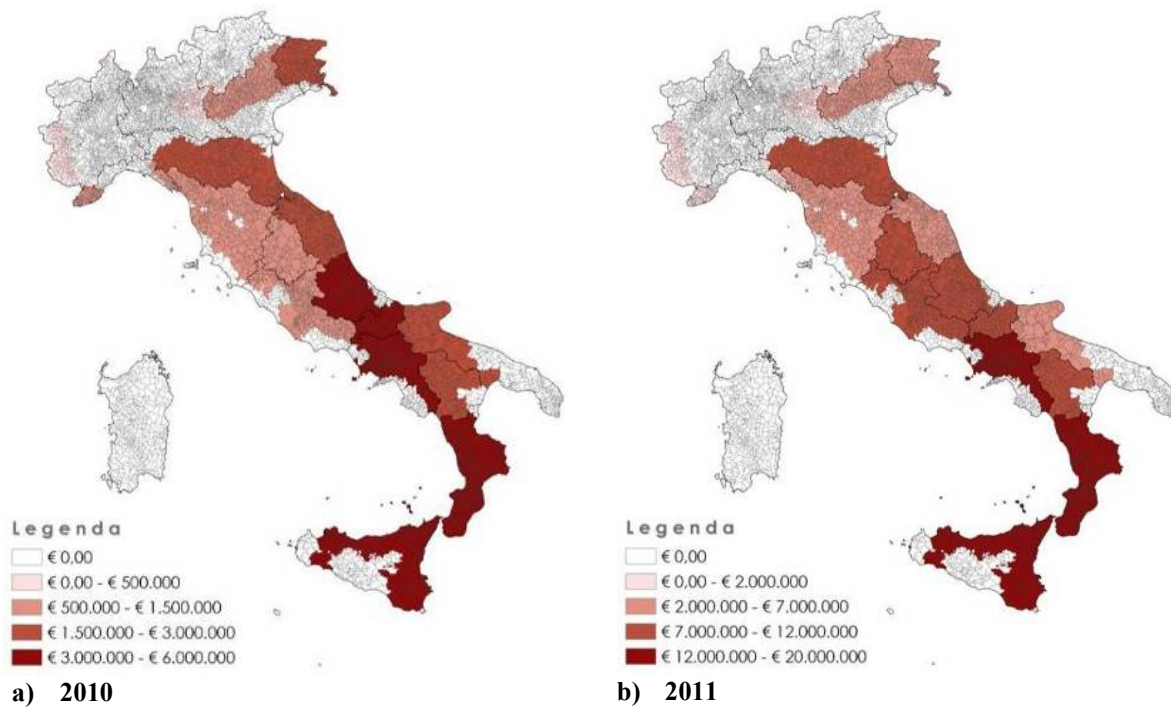 Legenda
€ 0,00
€ 0,00 - € 500.000
€ 500.000 - € 1.500.000
€ 1.500.000 - € 3.000.000
€ 3.000.000 - € 6.000.000
a) 2010
Legenda
€ 0,00
€ 0,00 - € 2.000.000
€ 2.000.000 - € 7.000.000
€ 7.000.000 - € 12.000.000
€ 12.000.000 - € 20.000.000
b) 2011